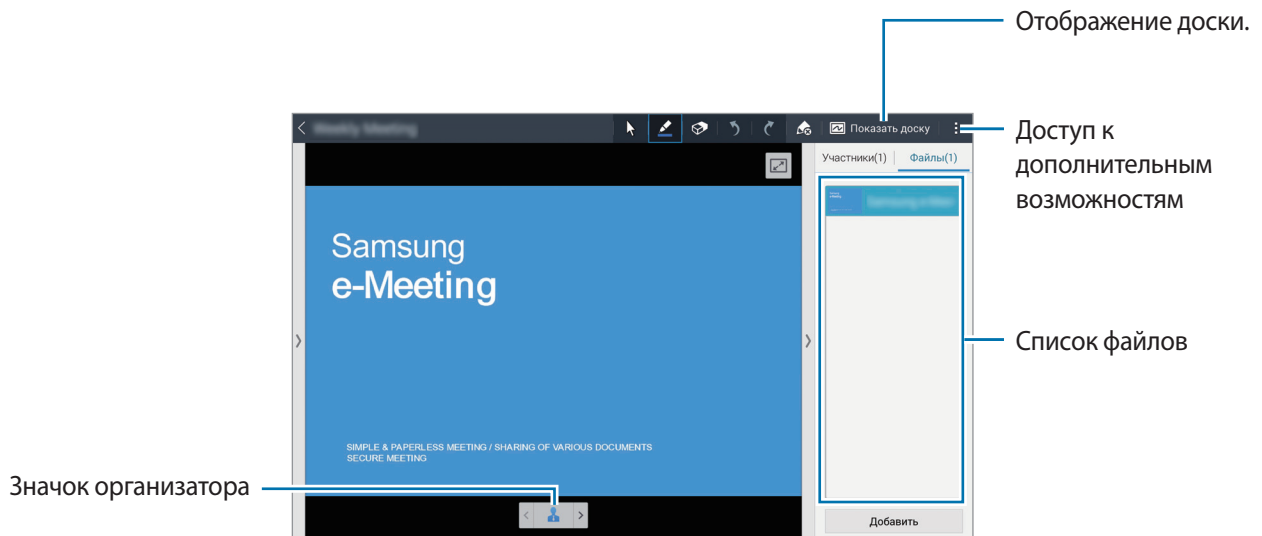 Отображение доски.
Показать доску
Доступ к
дополнительным
возможностям
Участники(1)
Файлы(1)
Samsung
e-Meeting
Список файлов
SIMPLE & PAPERLESS MEETING / SHARING OF VARIOUS DOCUMENTS
SECURE MEETING
Значок организатора
Добавить